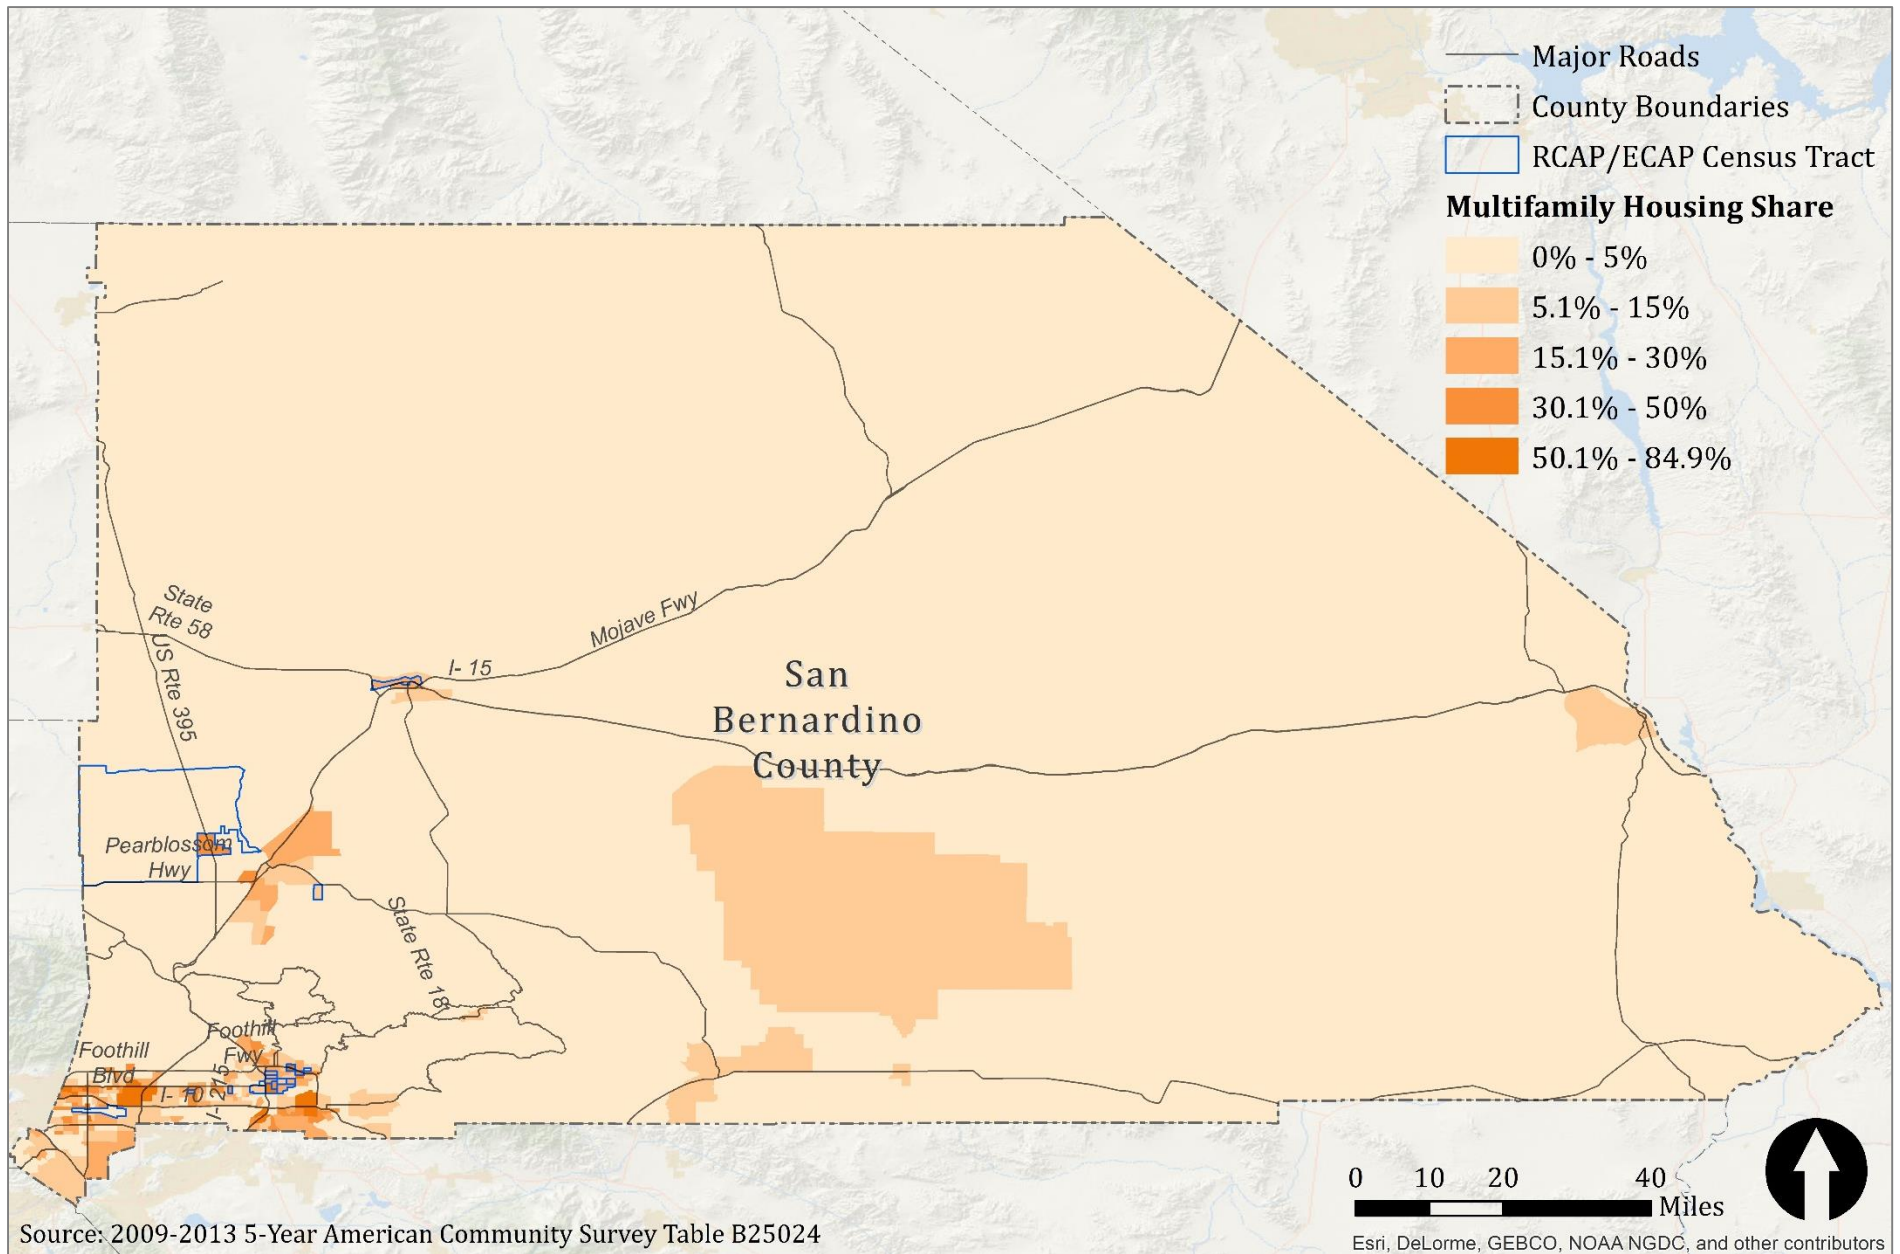 Major Roads
County Boundaries
RCAP/ECAP Census Tract
Multifamily Housing Share
0% - 5%
5.1% - 15%
15.1% - 30%
30.1% - 50%
50.1% - 84.9%
State
Rte 58
US Rte 395
I- 15
Mojave Fwy
San
Bernardino
County
Pearblossom
Hwy
State Rte 18
Foothill
Fwy
Foothill
Blvd
I- 10
I- 215
0 10 20 40
Miles
Source: 2009-2013 5-Year American Community Survey Table B25024
Esri, DeLorme, GEBCO, NOAA NGDC, and other contributors